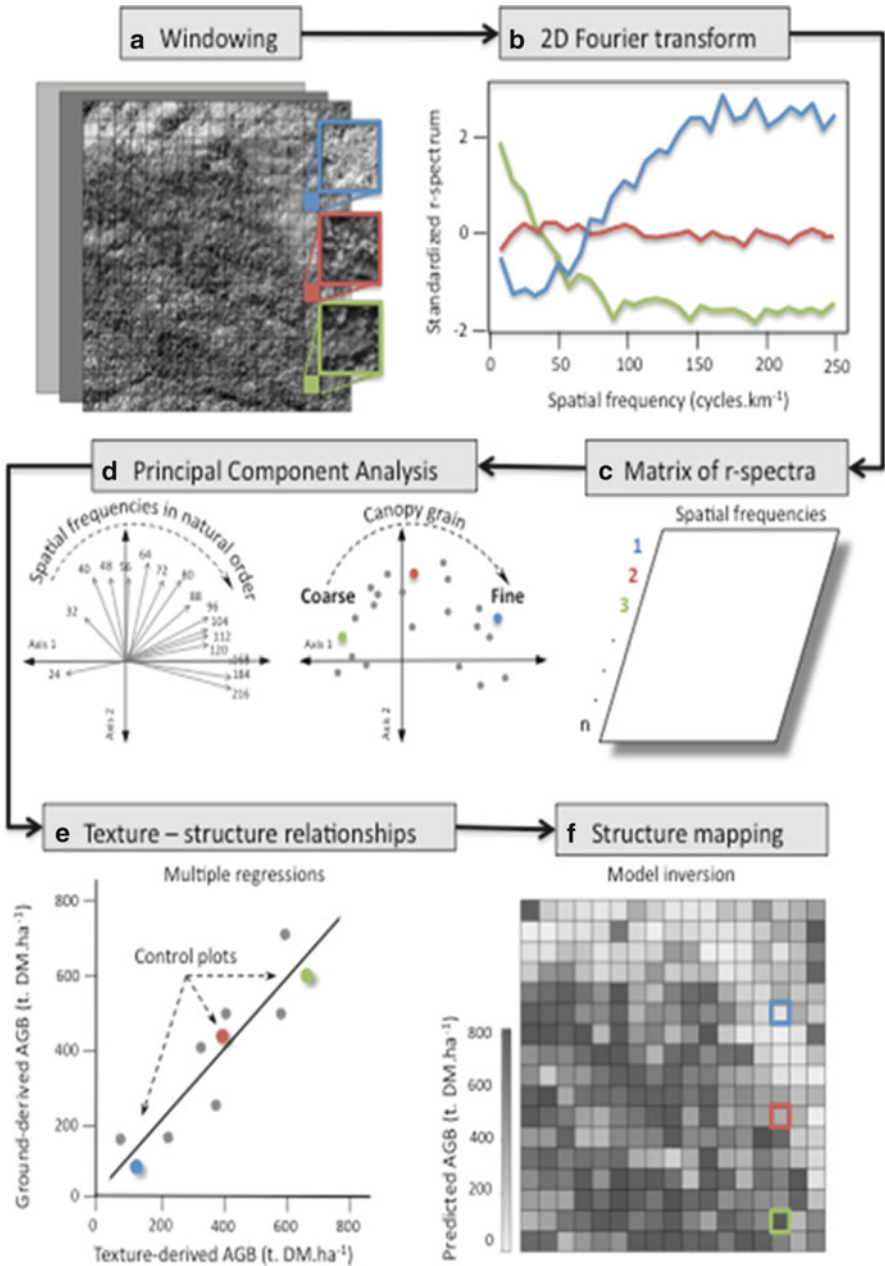 a Windowing
b 2D Fourier transform
Standardized r-spectrum
2
0
-2
0 50 100 150 200 250
Spatial frequency (cycles.km-1)
d Principal Component Analysis
c Matrix of r-spectra
Spatial frequencies in natural order
64
40 48 56 72 80
88
32 96
104
112
120
Axis 1
168
24 184
216
Axis 2
Canopy grain
Coarse Fine
Axis 1
Axis 2
Spatial frequencies
1
2
3
.
.
.
n
e Texture – structure relationships
f Structure mapping
Multiple regressions
Ground-derived AGB (t. DM.ha-1)
800
600
400
200
0
Control plots
0 200 400 600 800
Texture-derived AGB (t. DM.ha-1)
Model inversion
Predicted AGB (t. DM.ha-1)
800
600
400
200
0